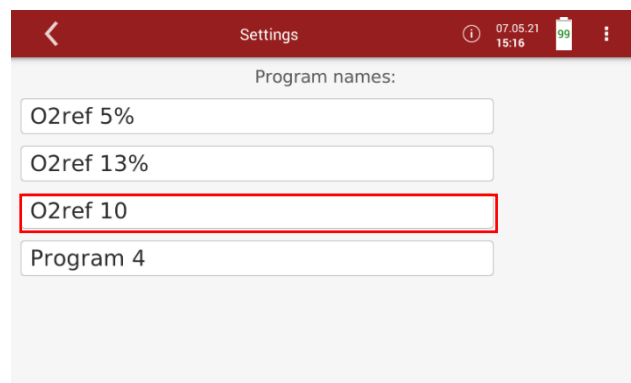 Settings
07.05.21
15:16
99
Program names:
O2ref 5%
O2ref 13%
O2ref 10
Program 4